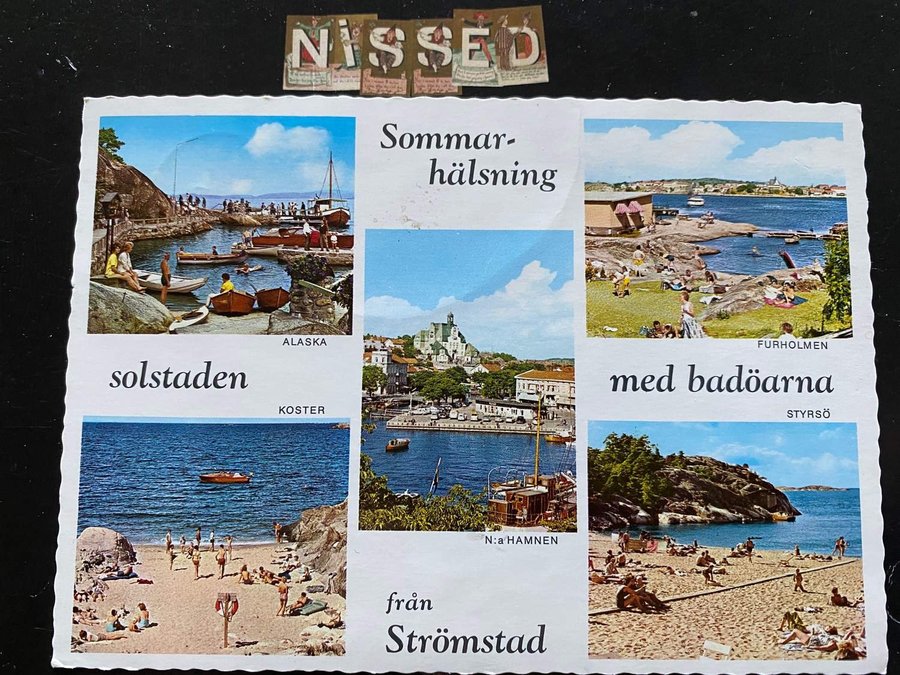 NISSED
Sommar-
hälsning
ALASKA
FURHOLMEN
solstaden
med badöarna
KOSTER
STYRSÖ
N:a HAMNEN
från
Strömstad